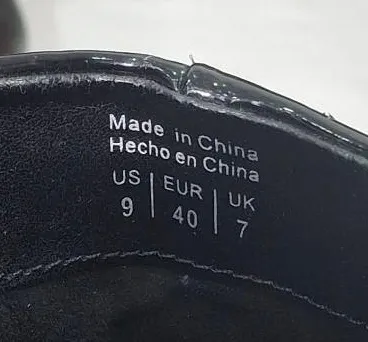 Made in China
Hecho en China
US | EUR | UK
9 | 40 | 7